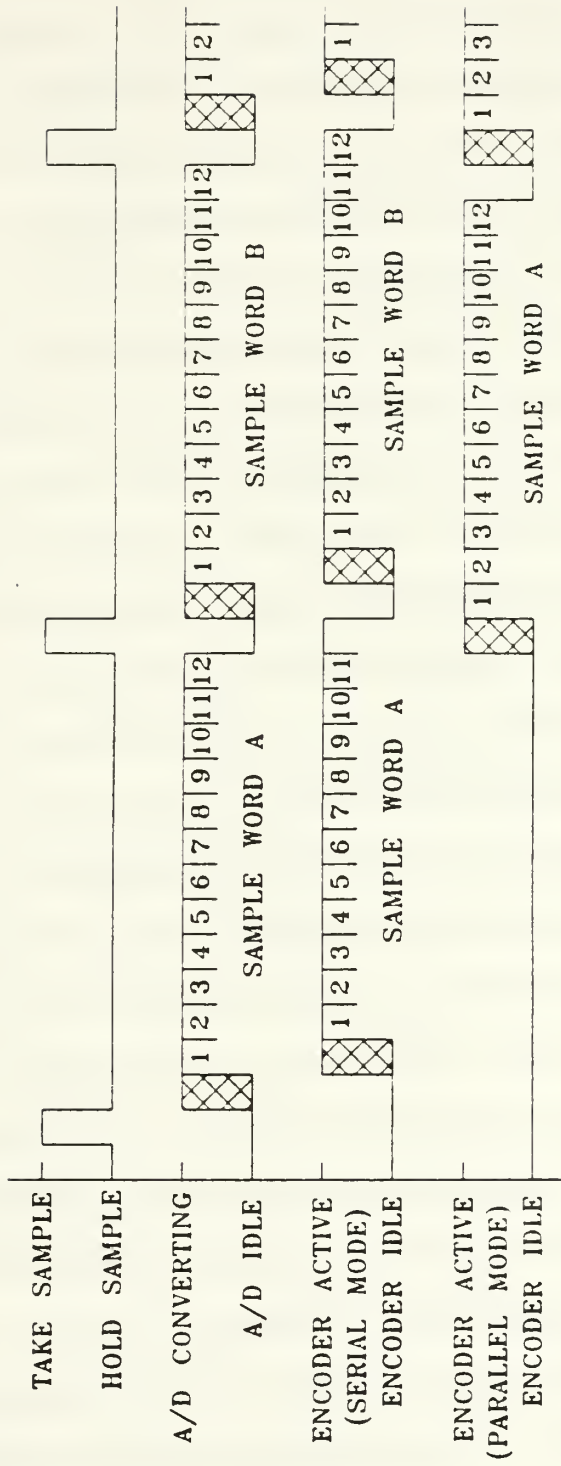 TAKE SAMPLE
HOLD SAMPLE
A/D CONVERTING
1 2 3 4 5 6 7 8 9 10 11 12
1 2 3 4 5 6 7 8 9 10 11 12
1 2
SAMPLE WORD A
SAMPLE WORD B
A/D IDLE
ENCODER ACTIVE
(SERIAL MODE)
ENCODER IDLE
1 2 3 4 5 6 7 8 9 10 11
1 2 3 4 5 6 7 8 9 10 11 12
1
SAMPLE WORD A
SAMPLE WORD B
ENCODER ACTIVE
(PARALLEL MODE)
ENCODER IDLE
1 2 3 4 5 6 7 8 9 10 11 12
1 2 3
SAMPLE WORD A